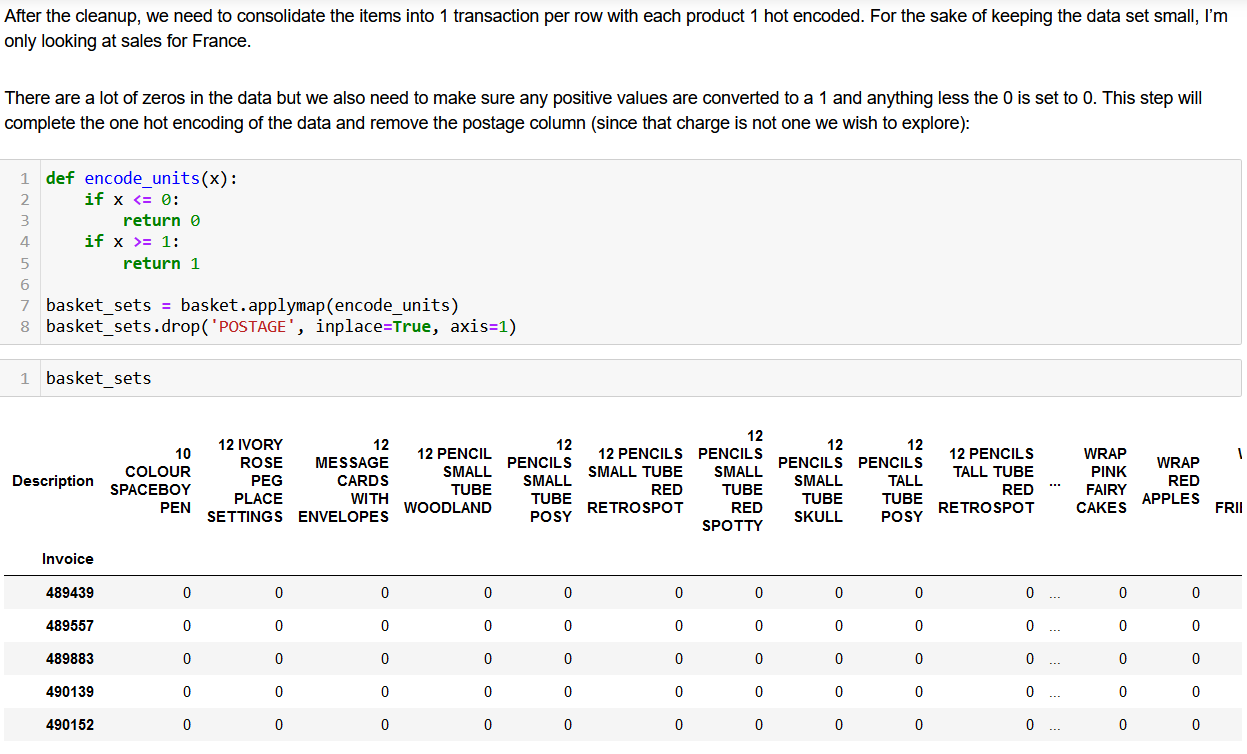 After the cleanup, we need to consolidate the items into 1 transaction per row with each product 1 hot encoded. For the sake of keeping the data set small, I'm
only looking at sales for France.
There are a lot of zeros in the data but we also need to make sure any positive values are converted to a 1 and anything less the 0 is set to 0. This step will
complete the one hot encoding of the data and remove the postage column (since that charge is not one we wish to explore):
1 def encode_units(x):
2     if x <= 0:
3         return 0
4     if x >= 1:
5         return 1
6
7 basket_sets = basket.applymap(encode_units)
8 basket_sets.drop('POSTAGE', inplace=True, axis=1)
1 basket_sets
Description
10
COLOUR
SPACEBOY
PEN
12 IVORY
ROSE
PEG
PLACE
SETTINGS
12
MESSAGE
CARDS
WITH
ENVELOPES
12 PENCIL
SMALL
TUBE
WOODLAND
12
PENCILS
SMALL
TUBE
POSY
12 PENCILS
SMALL TUBE
RED
RETROSPOT
12
PENCILS
SMALL
TUBE
RED
SPOTTY
12
PENCILS
SMALL
TUBE
SKULL
12
PENCILS
TALL
TUBE
POSY
12 PENCILS
TALL TUBE
RED
RETROSPOT
...
WRAP
PINK
FAIRY
CAKES
WRAP
RED
APPLES
Invoice
489439 0 0 0 0 0 0 0 0 0 0 ... 0 0
489557 0 0 0 0 0 0 0 0 0 0 ... 0 0
489883 0 0 0 0 0 0 0 0 0 0 ... 0 0
490139 0 0 0 0 0 0 0 0 0 0 ... 0 0
490152 0 0 0 0 0 0 0 0 0 0 ... 0 0